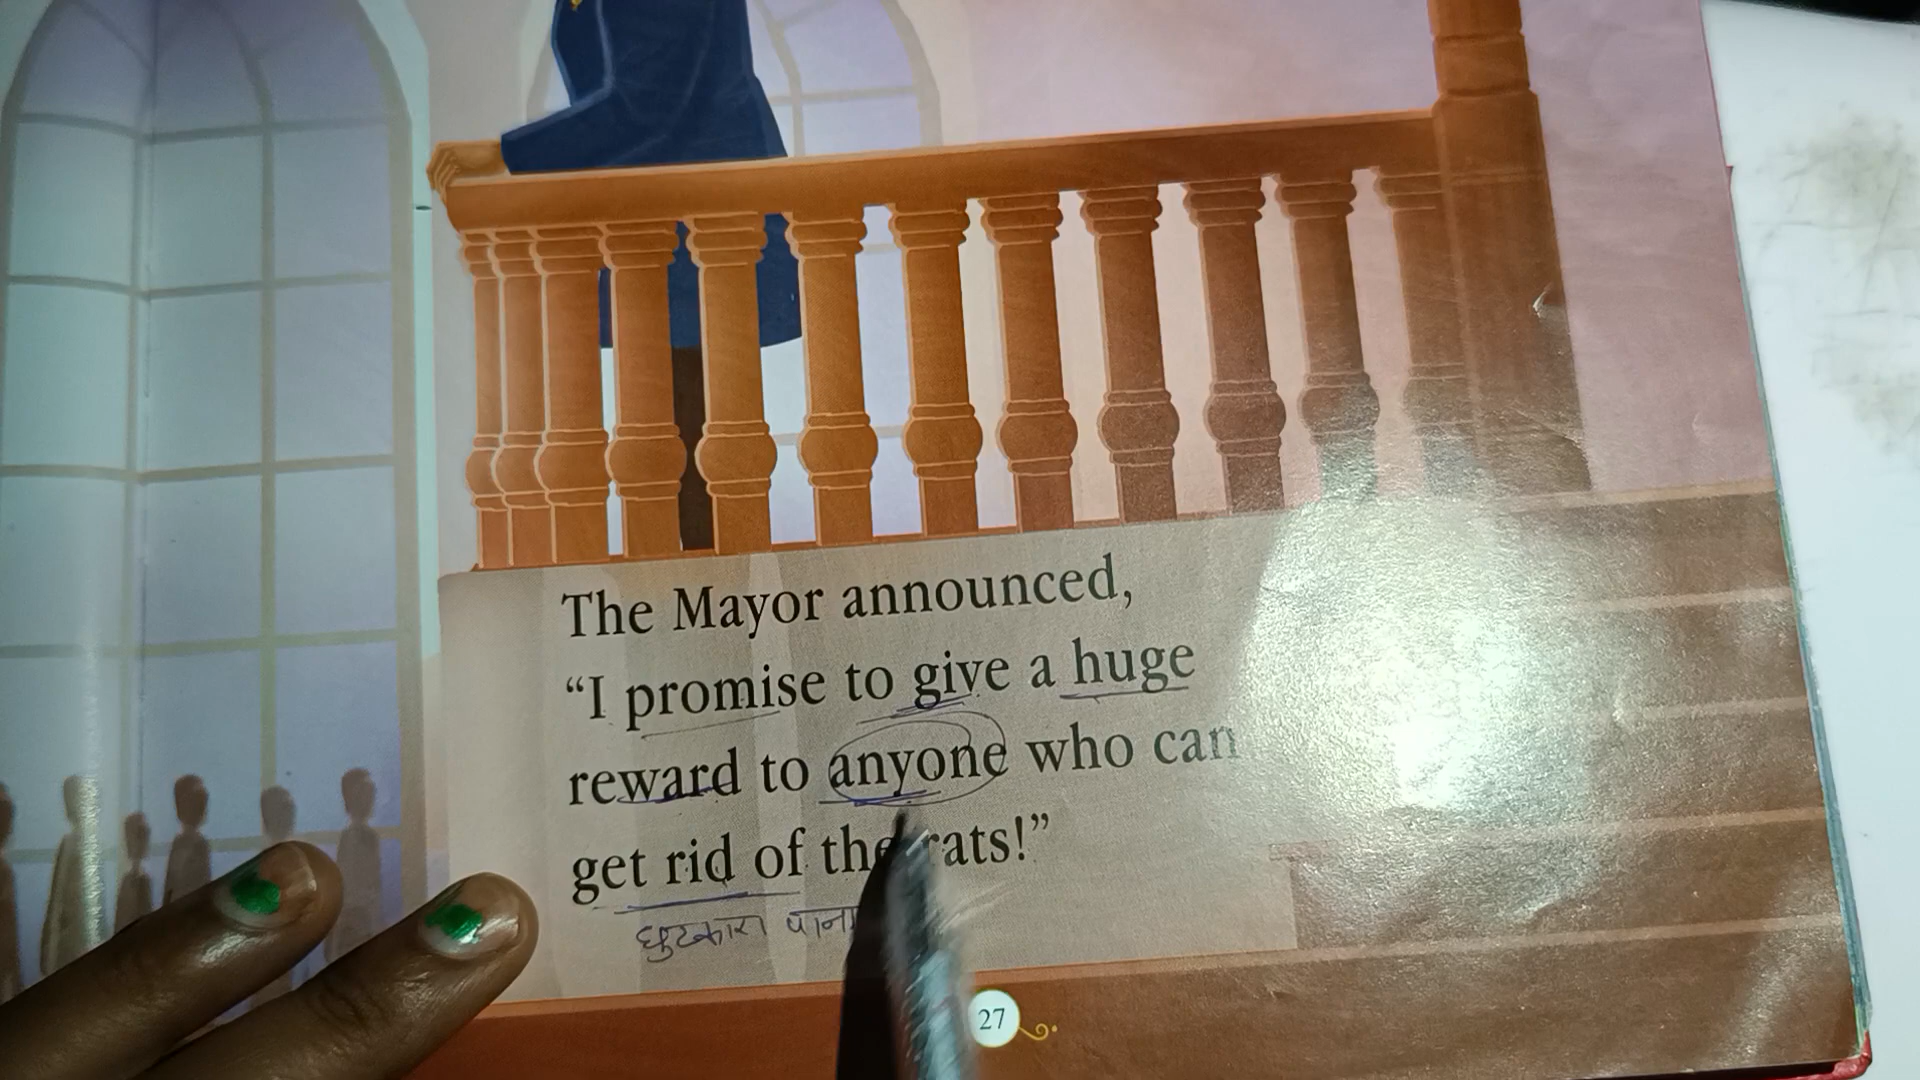 The Mayor announced,
“I promise to give a huge
reward to anyone who can
get rid of the rats!”
छुटकारा पाना
27